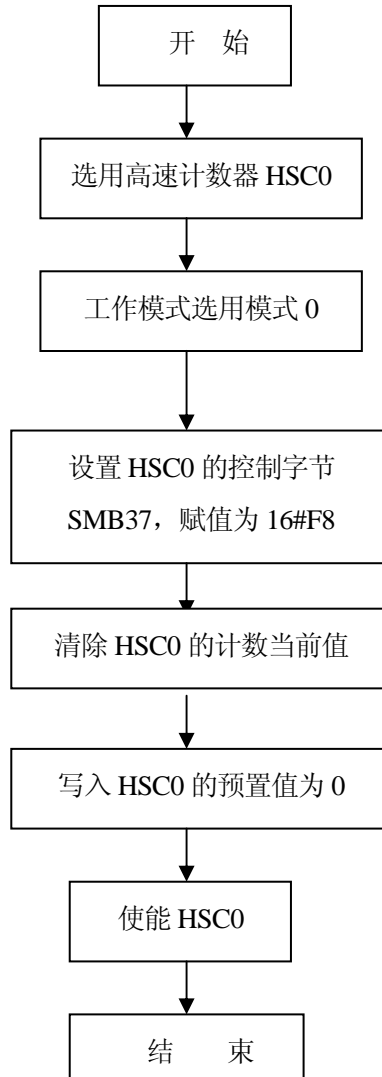 开 始
选用高速计数器 HSC0
工作模式选用模式 0
设置 HSC0 的控制字节
SMB37，赋值为 16#F8
清除 HSC0 的计数当前值
写入 HSC0 的预置值为 0
使能 HSC0
结 束